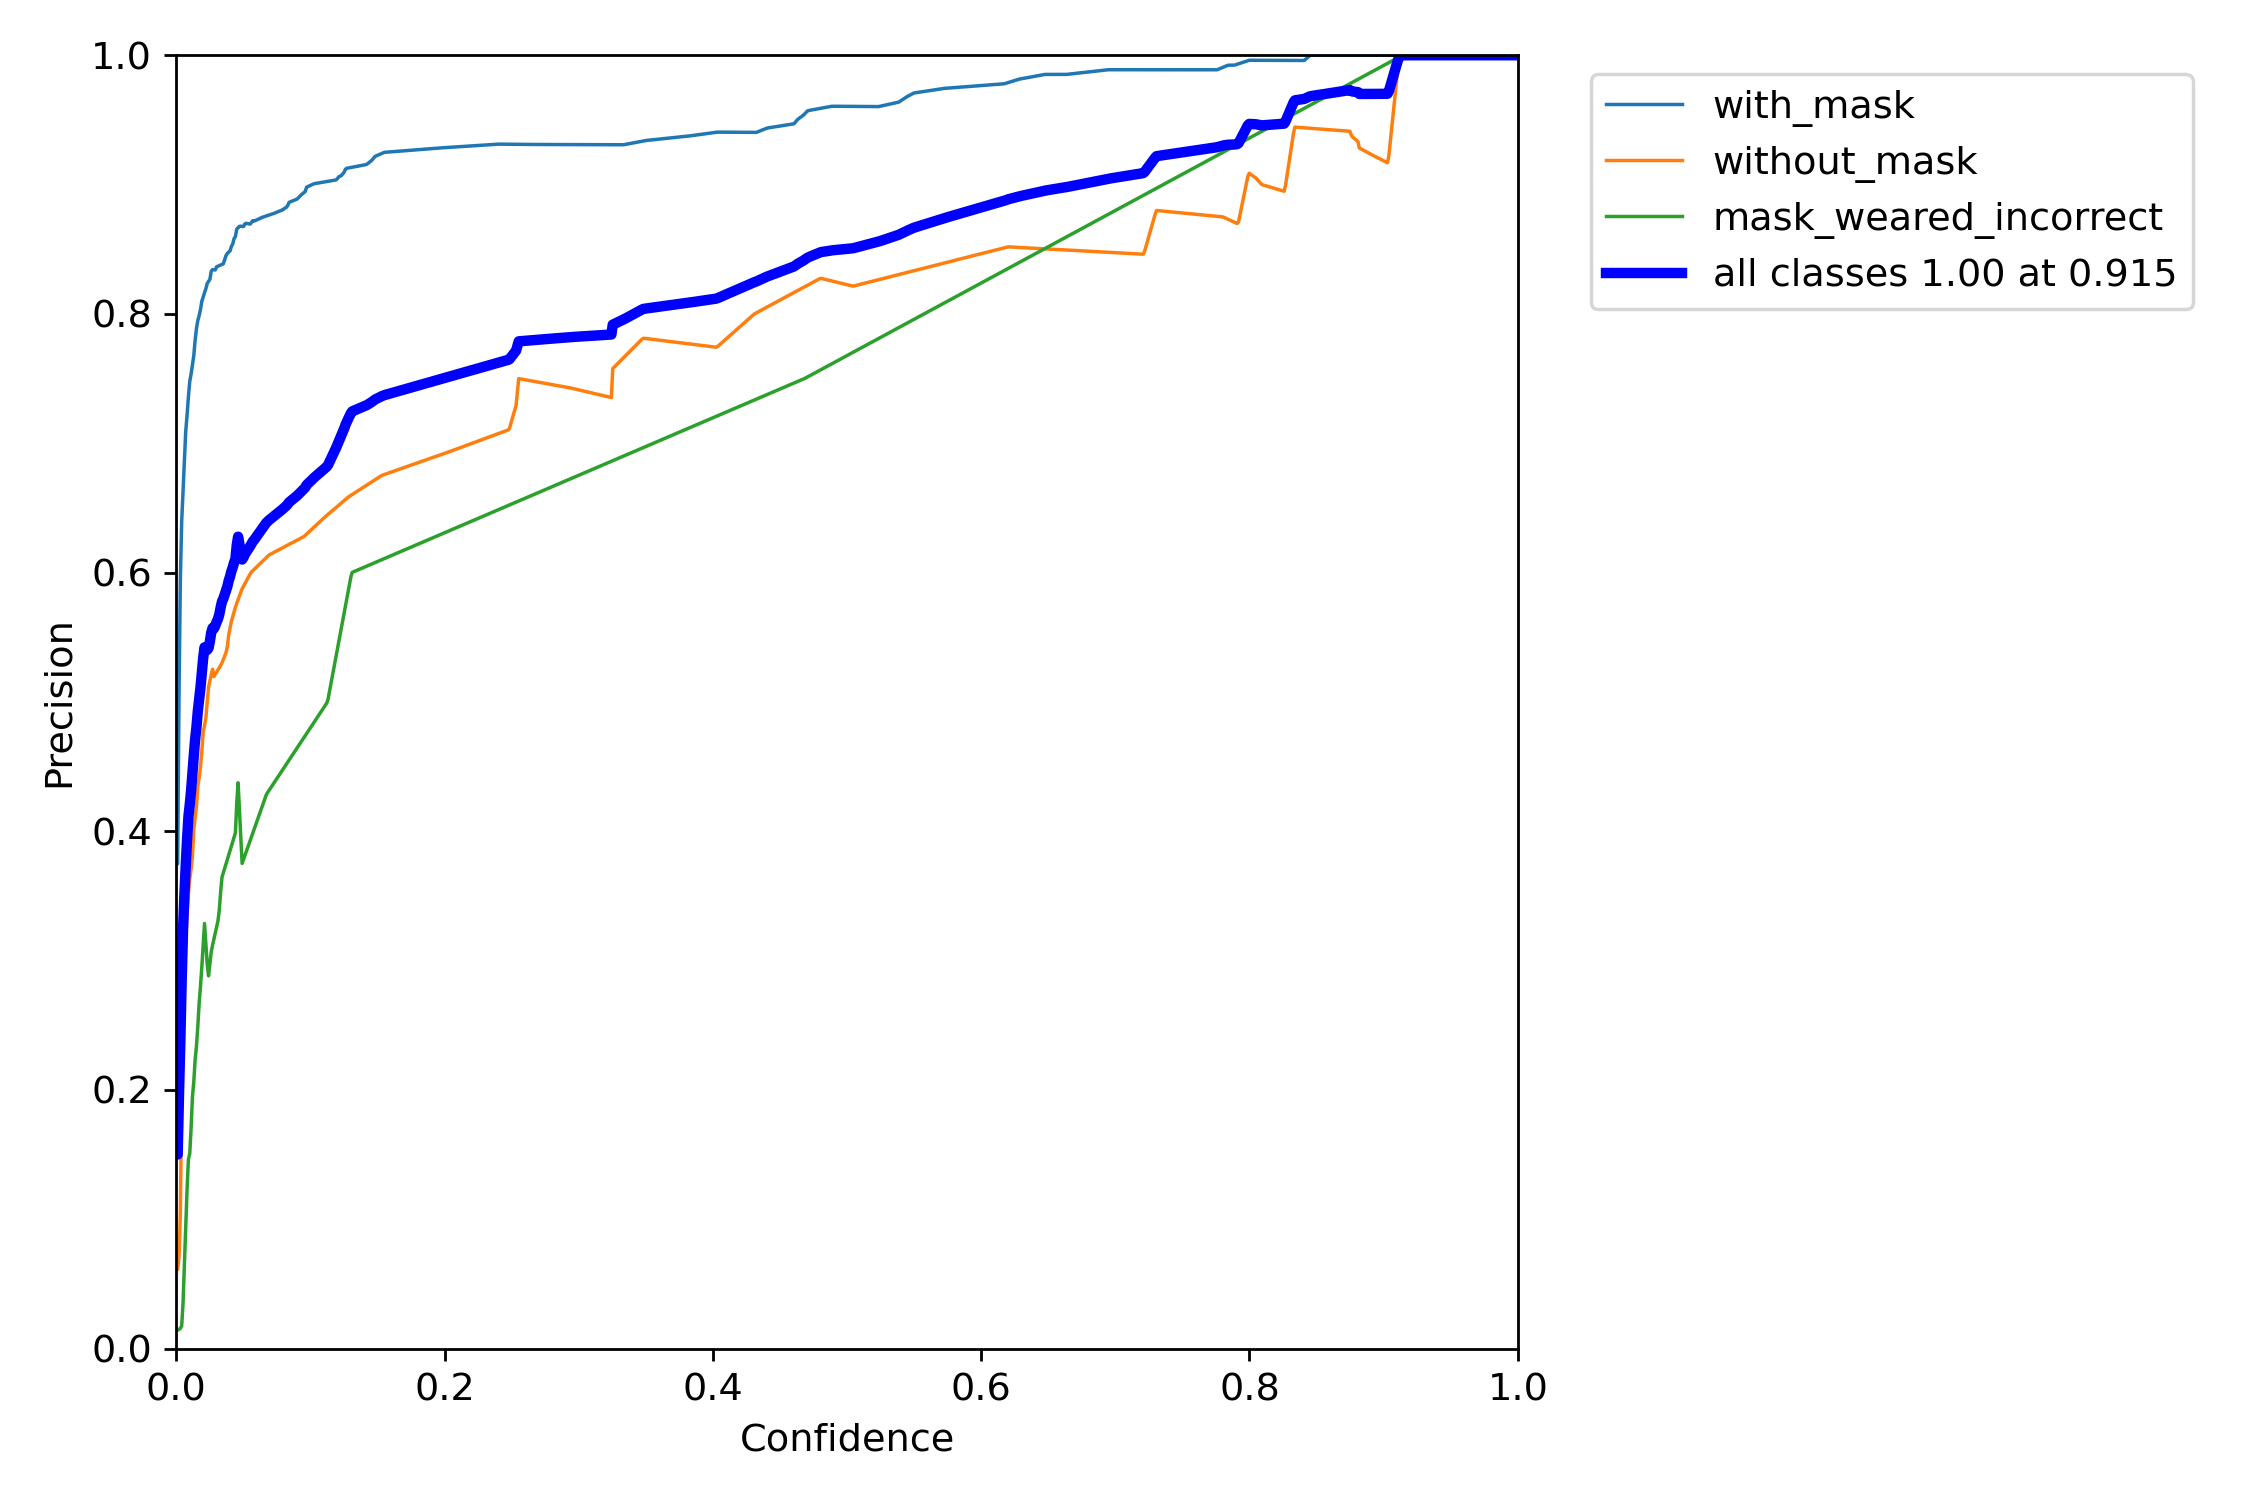 1.0
0.8
0.6
0.4
0.2
0.0
Precision
0.0 0.2 0.4 0.6 0.8 1.0
Confidence
with_mask
without_mask
mask_weared_incorrect
all classes 1.00 at 0.915